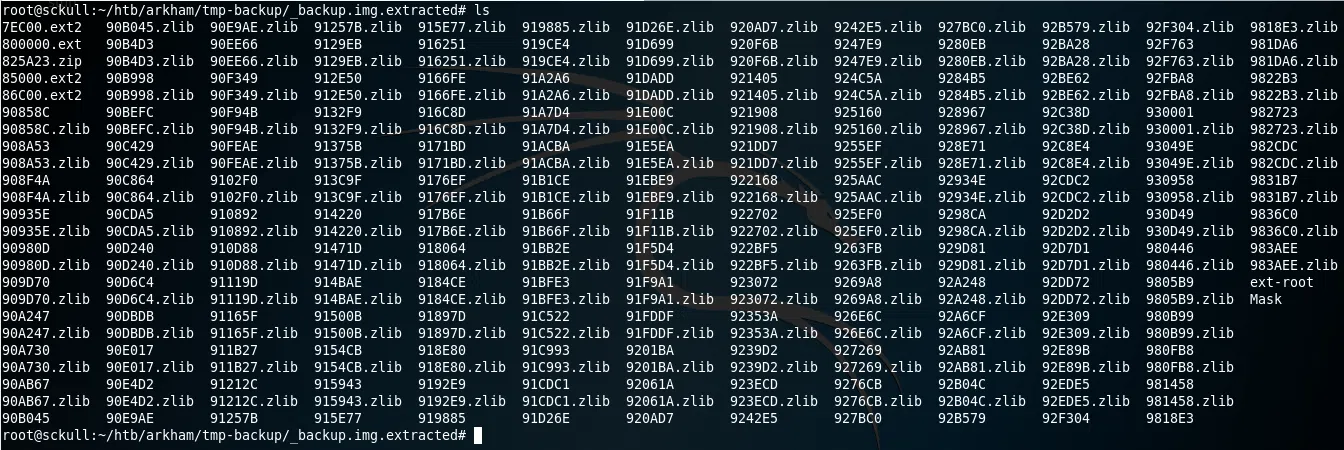 root@sckull:~/htb/arkham/tmp-backup/_backup.img.extracted# ls
7EC00.ext2 90B045.zlib 90E9AE.zlib 91257B.zlib 915E77.zlib 919885.zlib 91D26E.zlib 920AD7.zlib 9242E5.zlib 927BC0.zlib 92B579.zlib 92F304.zlib 9818E3.zlib
800000.ext 90B4D3 90EE66 9129EB 916251 919CE4 91D699 920F6B 9247E9 9280EB 92BA28 92F763 981DA6
825A23.zip 90B4D3.zlib 90EE66.zlib 9129EB.zlib 916251.zlib 919CE4.zlib 91D699.zlib 920F6B.zlib 9247E9.zlib 9280EB.zlib 92BA28.zlib 92F763.zlib 981DA6.zlib
85000.ext2 90B998 90F349 912E50 9166FE 91A2A6 91DADD 921405 924C5A 9284B5 92BE62 92FBA8 9822B3
86C00.ext2 90B998.zlib 90F349.zlib 912E50.zlib 9166FE.zlib 91A2A6.zlib 91DADD.zlib 921405.zlib 924C5A.zlib 9284B5.zlib 92BE62.zlib 92FBA8.zlib 9822B3.zlib
90858C 90BEFC 90F94B 9132F9 916C8D 91A7D4 91E00C 921908 925160 928967 92C38D 930001 982723
90858C.zlib 90BEFC.zlib 90F94B.zlib 9132F9.zlib 916C8D.zlib 91A7D4.zlib 91E00C.zlib 921908.zlib 925160.zlib 928967.zlib 92C38D.zlib 930001.zlib 982723.zlib
908A53 90C429 90FEAE 91375B 9171BD 91ACBA 91E5EA 921DD7 9255EF 928E71 92C8E4 93049E 982CDC
908A53.zlib 90C429.zlib 90FEAE.zlib 91375B.zlib 9171BD.zlib 91ACBA.zlib 91E5EA.zlib 921DD7.zlib 9255EF.zlib 928E71.zlib 92C8E4.zlib 93049E.zlib 982CDC.zlib
908F4A 90C864 9102F0 913C9F 9176EF 91B1CE 91EBE9 922168 925AAC 92934E 92CDC2 930958 9831B7
908F4A.zlib 90C864.zlib 9102F0.zlib 913C9F.zlib 9176EF.zlib 91B1CE.zlib 91EBE9.zlib 922168.zlib 925AAC.zlib 92934E.zlib 92CDC2.zlib 930958.zlib 9831B7.zlib
90935E 90CDA5 910892 914220 917B6E 91B66F 91F11B 922702 925EF0 9298CA 92D2D2 930D49 9836C0
90935E.zlib 90CDA5.zlib 910892.zlib 914220.zlib 917B6E.zlib 91B66F.zlib 91F11B.zlib 922702.zlib 925EF0.zlib 9298CA.zlib 92D2D2.zlib 930D49.zlib 9836C0.zlib
90980D 90D240 910D88 91471D 918064 91BB2E 91F5D4 922BF5 9263FB 929D81 92D7D1 980446 983AEE
90980D.zlib 90D240.zlib 910D88.zlib 91471D.zlib 918064.zlib 91BB2E.zlib 91F5D4.zlib 922BF5.zlib 9263FB.zlib 929D81.zlib 92D7D1.zlib 980446.zlib 983AEE.zlib
909D70 90D6C4 91119D 914BAE 9184CE 91BFE3 91F9A1 923072 9269A8 92A248 92DD72 9805B9 ext-root
909D70.zlib 90D6C4.zlib 91119D.zlib 914BAE.zlib 9184CE.zlib 91BFE3.zlib 91F9A1.zlib 923072.zlib 9269A8.zlib 92A248.zlib 92DD72.zlib 9805B9.zlib Mask
90A247 90DBDB 91165F 91500B 91897D 91C522 91FDDF 92353A 926E6C 92A6CF 92E309 980B99
90A247.zlib 90DBDB.zlib 91165F.zlib 91500B.zlib 91897D.zlib 91C522.zlib 91FDDF.zlib 92353A.zlib 926E6C.zlib 92A6CF.zlib 92E309.zlib 980B99.zlib
90A730 90E017 911B27 9154CB 918E80 91C993 9201BA 9239D2 927269 92AB81 92E89B 980FB8
90A730.zlib 90E017.zlib 911B27.zlib 9154CB.zlib 918E80.zlib 91C993.zlib 9201BA.zlib 9239D2.zlib 927269.zlib 92AB81.zlib 92E89B.zlib 980FB8.zlib
90AB67 90E4D2 91212C 915943 9192E9 91CDC1 92061A 923ECD 9276CB 92B04C 92EDE5 981458
90AB67.zlib 90E4D2.zlib 91212C.zlib 915943.zlib 9192E9.zlib 91CDC1.zlib 92061A.zlib 923ECD.zlib 9276CB.zlib 92B04C.zlib 92EDE5.zlib 981458.zlib
90B045 90E9AE 91257B 915E77 919885 91D26E 920AD7 9242E5 927BC0 92B579 92F304 9818E3
root@sckull:~/htb/arkham/tmp-backup/_backup.img.extracted#